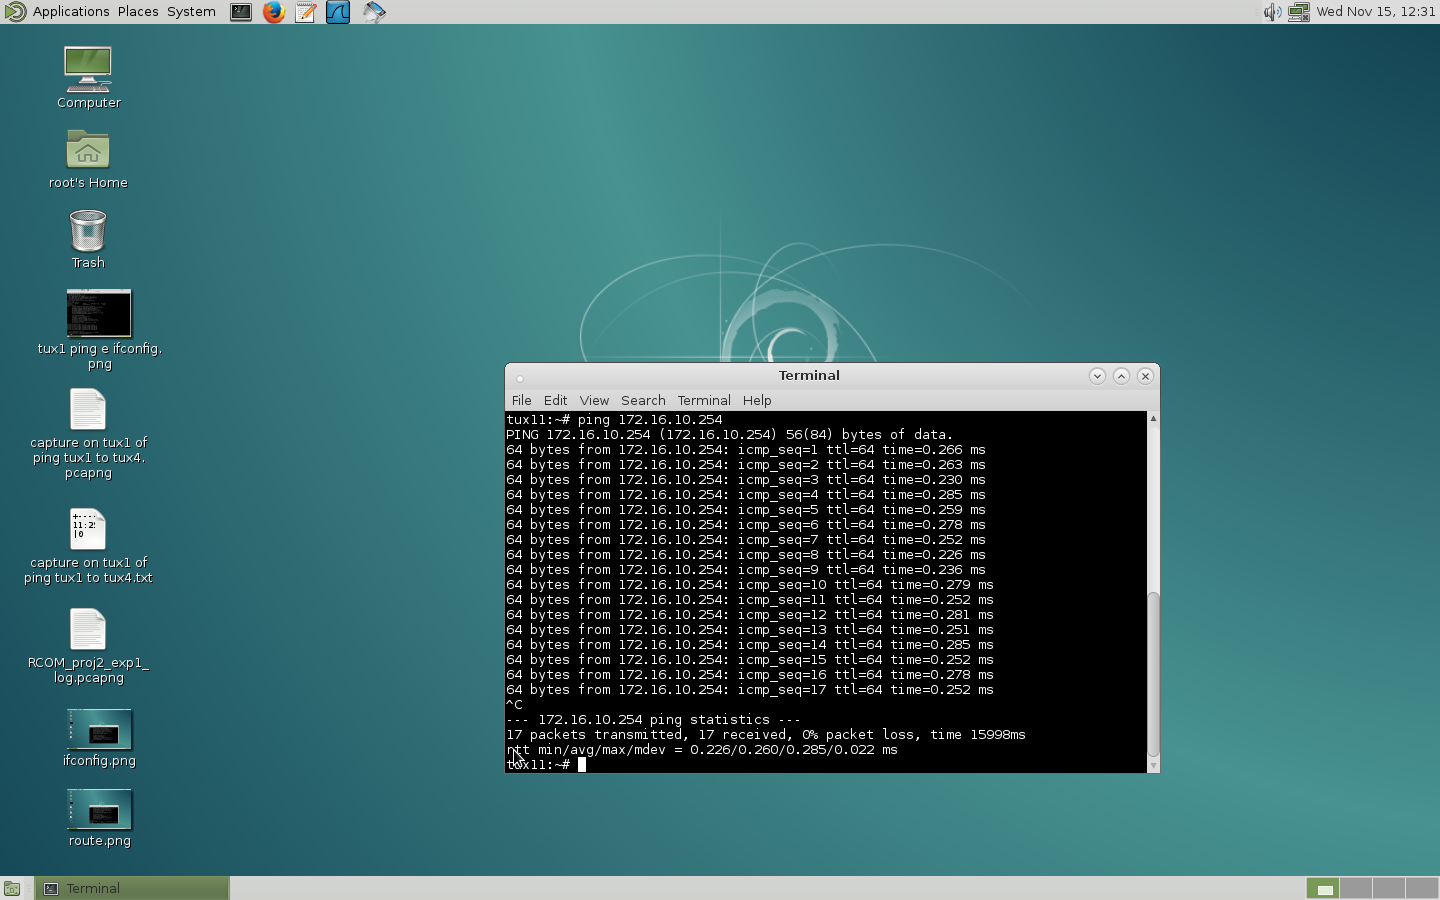 Applications Places System
Wed Nov 15, 12:31
Computer
root's Home
Trash
tux1 ping e ifconfig.
png
capture on tux1 of
ping tux1 to tux4.
pcapng
capture on tux1 of
ping tux1 to tux4.txt
RCOM_proj2_exp1_
log.pcapng
ifconfig.png
route.png
Terminal
File Edit View Search Terminal Help
tux11:~# ping 172.16.10.254
PING 172.16.10.254 (172.16.10.254) 56(84) bytes of data.
64 bytes from 172.16.10.254: icmp_seq=1 ttl=64 time=0.266 ms
64 bytes from 172.16.10.254: icmp_seq=2 ttl=64 time=0.263 ms
64 bytes from 172.16.10.254: icmp_seq=3 ttl=64 time=0.230 ms
64 bytes from 172.16.10.254: icmp_seq=4 ttl=64 time=0.285 ms
64 bytes from 172.16.10.254: icmp_seq=5 ttl=64 time=0.259 ms
64 bytes from 172.16.10.254: icmp_seq=6 ttl=64 time=0.278 ms
64 bytes from 172.16.10.254: icmp_seq=7 ttl=64 time=0.252 ms
64 bytes from 172.16.10.254: icmp_seq=8 ttl=64 time=0.226 ms
64 bytes from 172.16.10.254: icmp_seq=9 ttl=64 time=0.236 ms
64 bytes from 172.16.10.254: icmp_seq=10 ttl=64 time=0.279 ms
64 bytes from 172.16.10.254: icmp_seq=11 ttl=64 time=0.252 ms
64 bytes from 172.16.10.254: icmp_seq=12 ttl=64 time=0.281 ms
64 bytes from 172.16.10.254: icmp_seq=13 ttl=64 time=0.251 ms
64 bytes from 172.16.10.254: icmp_seq=14 ttl=64 time=0.285 ms
64 bytes from 172.16.10.254: icmp_seq=15 ttl=64 time=0.252 ms
64 bytes from 172.16.10.254: icmp_seq=16 ttl=64 time=0.278 ms
64 bytes from 172.16.10.254: icmp_seq=17 ttl=64 time=0.252 ms
^C
--- 172.16.10.254 ping statistics ---
17 packets transmitted, 17 received, 0% packet loss, time 15998ms
rtt min/avg/max/mdev = 0.226/0.260/0.285/0.022 ms
tux11:~#
Terminal